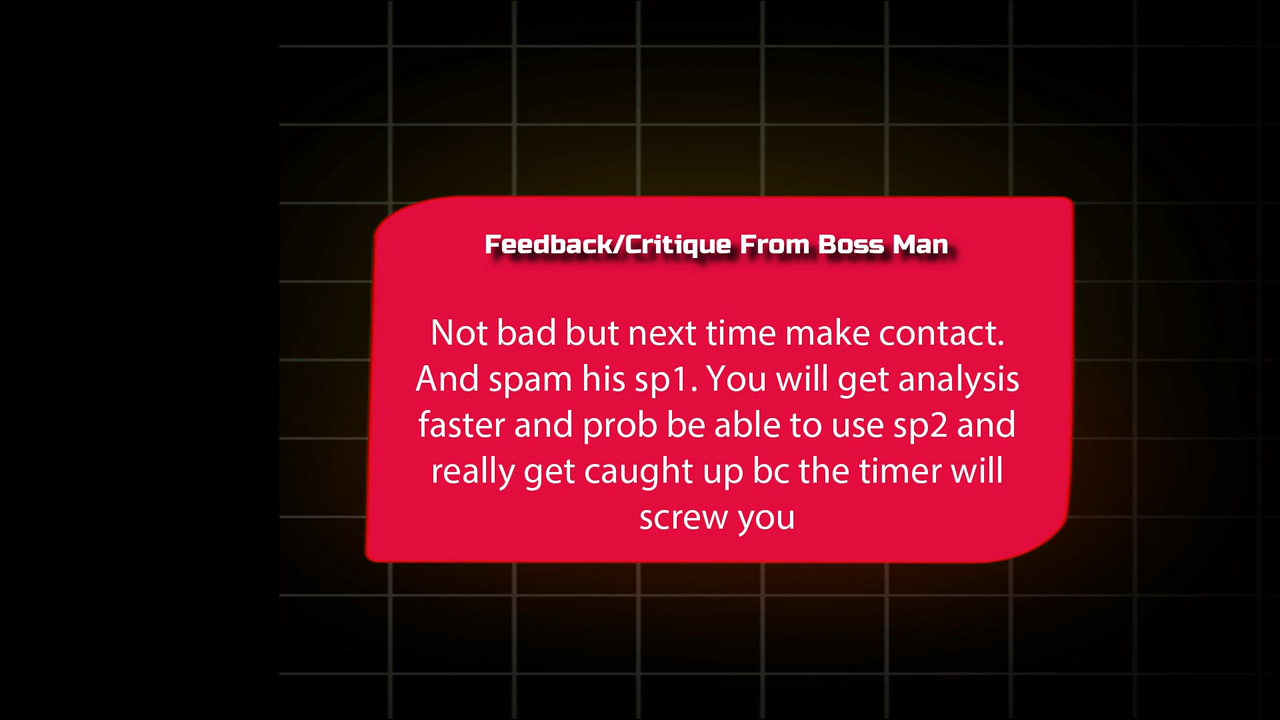 Feedback/Critique From Boss Man
Not bad but next time make contact.
And spam his sp1. You will get analysis
faster and prob be able to use sp2 and
really get caught up bc the timer will
screw you